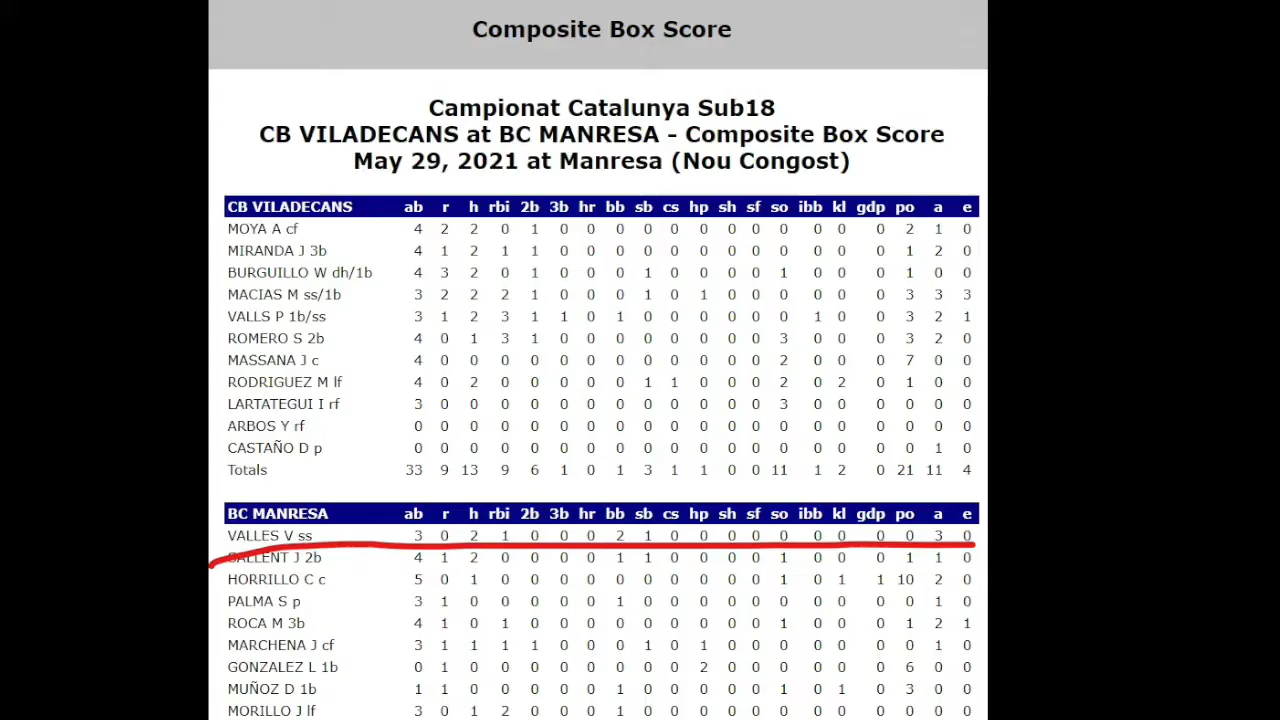 Composite Box Score
Campionat Catalunya Sub18
CB VILADECANS at BC MANRESA - Composite Box Score
May 29, 2021 at Manresa (Nou Congost)
CB VILADECANS ab r h rbi 2b 3b hr bb sb cs hp sh sf so ibb kl gdp po a e
MOYA A cf 4 2 2 0 1 0 0 0 0 0 0 0 0 0 0 0 0 2 1 0
MIRANDA J 3b 4 1 2 1 1 0 0 0 0 0 0 0 0 0 0 0 0 1 2 0
BURGUILLO W dh/1b 4 3 2 0 1 0 0 0 1 0 0 0 0 1 0 0 0 1 0 0
MACIAS M ss/1b 3 2 2 2 1 0 0 0 1 0 1 0 0 0 0 0 0 3 3 3
VALLS P 1b/ss 3 1 2 3 1 1 0 1 0 0 0 0 0 0 1 0 0 3 2 1
ROMERO S 2b 4 0 1 3 1 0 0 0 0 0 0 0 0 3 0 0 0 3 2 0
MASSANA J c 4 0 0 0 0 0 0 0 0 0 0 0 0 2 0 0 0 7 0 0
RODRIGUEZ M lf 4 0 2 0 0 0 0 0 1 1 0 0 0 2 0 2 0 1 0 0
LARTATEGUI I rf 3 0 0 0 0 0 0 0 0 0 0 0 0 3 0 0 0 0 0 0
ARBOS Y rf 0 0 0 0 0 0 0 0 0 0 0 0 0 0 0 0 0 0 0 0
CASTAÑO D p 0 0 0 0 0 0 0 0 0 0 0 0 0 0 0 0 0 0 1 0
Totals 33 9 13 9 6 1 0 1 3 1 1 0 0 11 1 2 0 21 11 4
BC MANRESA ab r h rbi 2b 3b hr bb sb cs hp sh sf so ibb kl gdp po a e
VALLES V ss 3 0 2 1 0 0 0 2 1 0 0 0 0 0 0 0 0 0 3 0
SALLENT J 2b 4 1 2 0 0 0 0 1 1 0 0 0 0 1 0 0 0 1 1 0
HORRILLO C c 5 0 1 0 0 0 0 0 0 0 0 0 0 1 0 1 1 10 2 0
PALMA S p 3 1 0 0 0 0 0 1 0 0 0 0 0 0 0 0 0 0 1 0
ROCA M 3b 4 1 0 1 0 0 0 0 0 0 0 0 0 1 0 0 0 1 2 1
MARCHENA J cf 3 1 1 1 1 0 0 0 1 0 1 0 0 0 0 0 0 0 1 0
GONZALEZ L 1b 0 1 0 0 0 0 0 0 0 0 2 0 0 0 0 0 0 6 0 0
MUÑOZ D 1b 1 1 0 0 0 0 0 1 0 0 0 0 0 1 0 1 0 3 0 0
MORILLO J lf 3 0 1 2 0 0 0 1 0 0 0 0 0 0 0 0 0 0 0 0